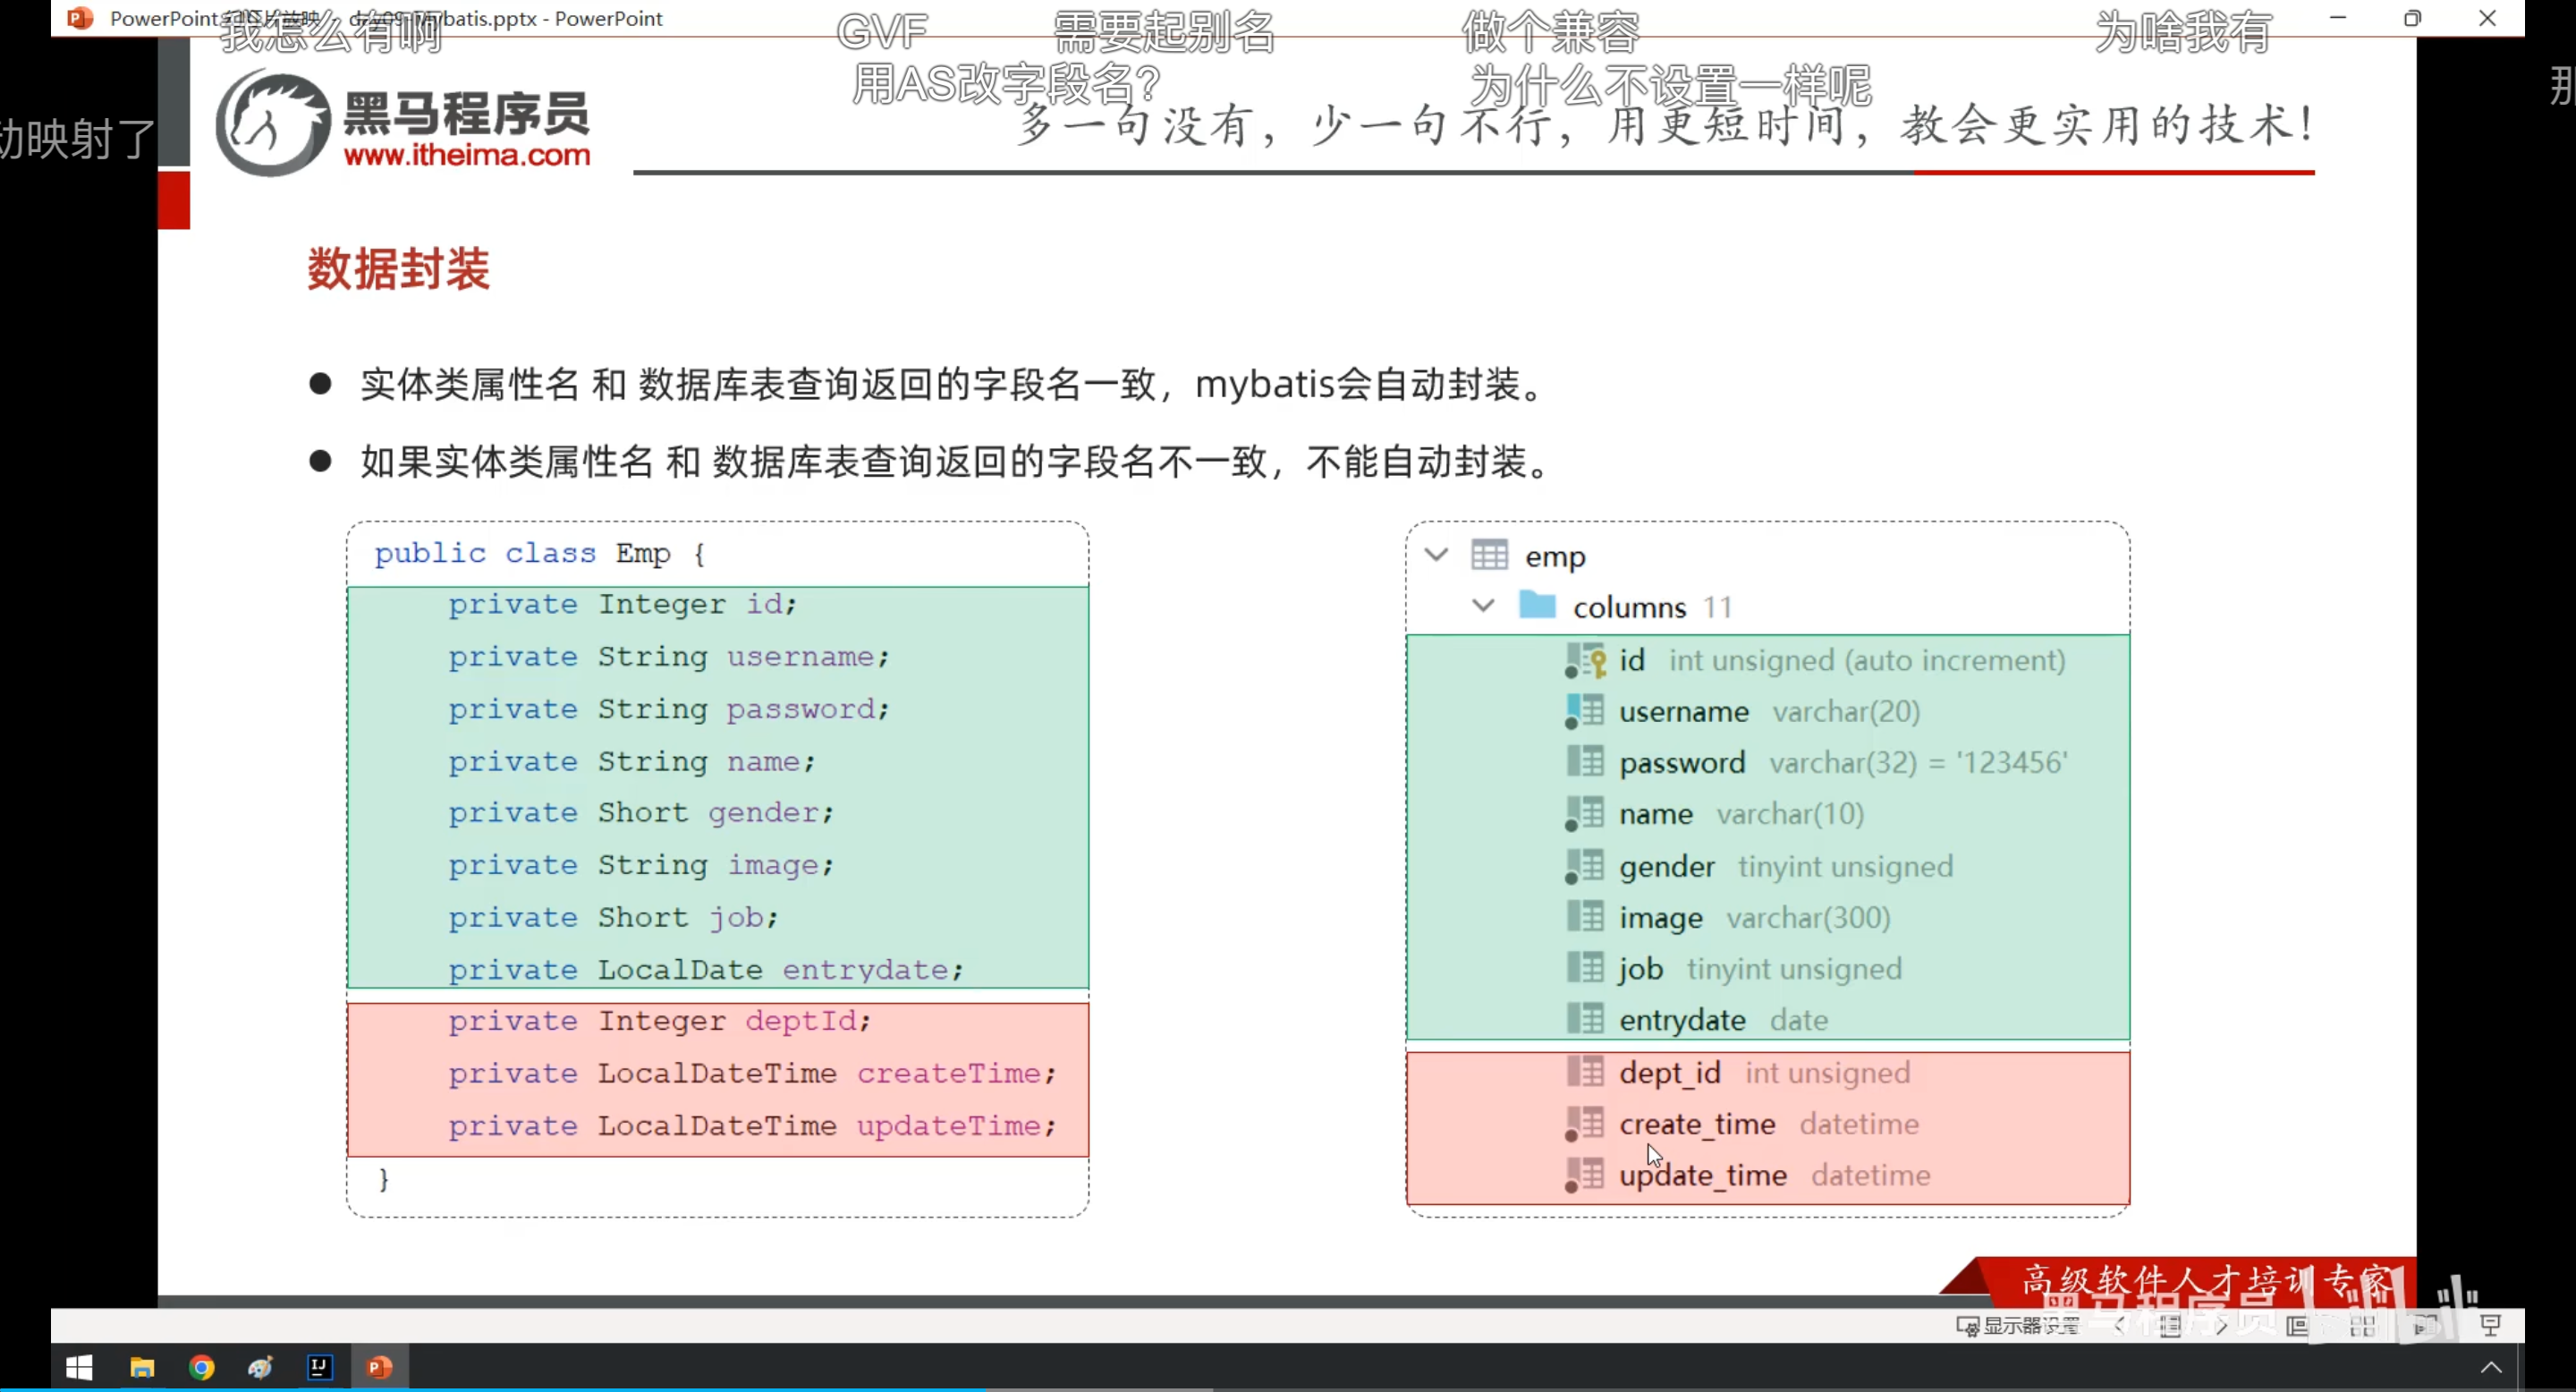 PowerPoint 幻灯片放映 - day09-Mybatis.pptx - PowerPoint
我怎么有啊
GVF
需要起别名
做个兼容
为啥我有
用AS改字段名？
为什么不设置一样呢
那
动映射了
黑马程序员
www.itheima.com
多一句没有，少一句不行，用更短时间，教会更实用的技术！
数据封装
● 实体类属性名 和 数据库表查询返回的字段名一致，mybatis会自动封装。
● 如果实体类属性名 和 数据库表查询返回的字段名不一致，不能自动封装。
public class Emp {
private Integer id;
private String username;
private String password;
private String name;
private Short gender;
private String image;
private Short job;
private LocalDate entrydate;
private Integer deptId;
private LocalDateTime createTime;
private LocalDateTime updateTime;
}
emp
columns 11
id int unsigned (auto increment)
username varchar(20)
password varchar(32) = '123456'
name varchar(10)
gender tinyint unsigned
image varchar(300)
job tinyint unsigned
entrydate date
dept_id int unsigned
create_time datetime
update_time datetime
高级软件人才培训专家
黑马程序员
显示器设置